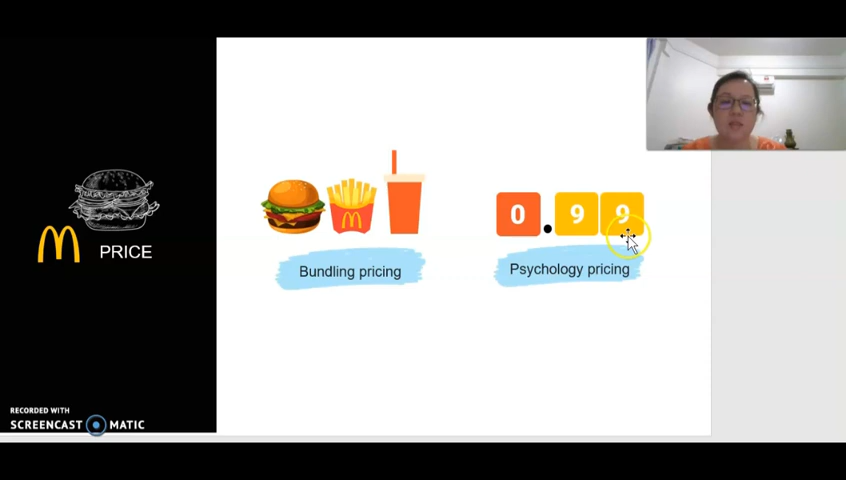 PRICE
0.99
Bundling pricing
Psychology pricing
RECORDED WITH
SCREENCAST MATIC